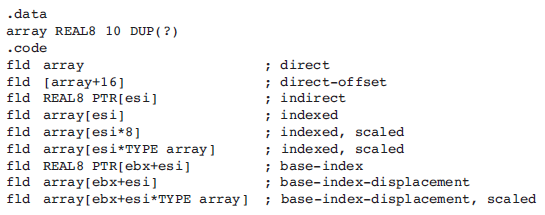 .data
array REAL8 10 DUP(?)
.code
fld array ; direct
fld [array+16] ; direct-offset
fld REAL8 PTR[esi] ; indirect
fld array[esi] ; indexed
fld array[esi*8] ; indexed, scaled
fld array[esi*TYPE array] ; indexed, scaled
fld REAL8 PTR[ebx+esi] ; base-index
fld array[ebx+esi] ; base-index-displacement
fld array[ebx+esi*TYPE array] ; base-index-displacement, scaled